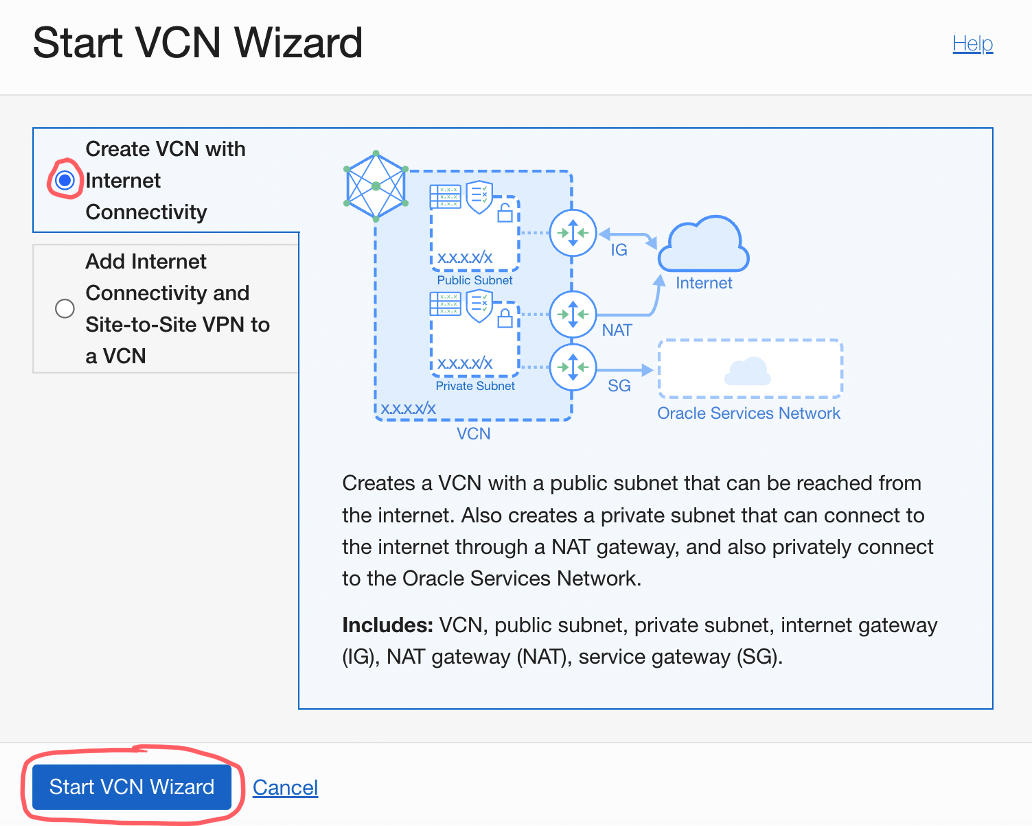 Start VCN Wizard
Help
Create VCN with
Internet
Connectivity
Add Internet
Connectivity and
Site-to-Site VPN to
a VCN
x.x.x.x/x
Public Subnet
IG
Internet
x.x.x.x/x
Private Subnet
NAT
SG
Oracle Services Network
x.x.x.x/x
VCN
Creates a VCN with a public subnet that can be reached from
the internet. Also creates a private subnet that can connect to
the internet through a NAT gateway, and also privately connect
to the Oracle Services Network.
Includes: VCN, public subnet, private subnet, internet gateway
(IG), NAT gateway (NAT), service gateway (SG).
Start VCN Wizard
Cancel